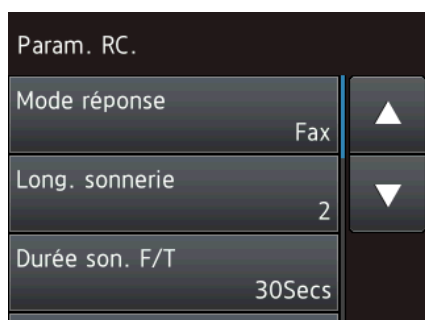 Param. RC.
Mode réponse
Fax
Long. sonnerie
2
Durée son. F/T
30Secs